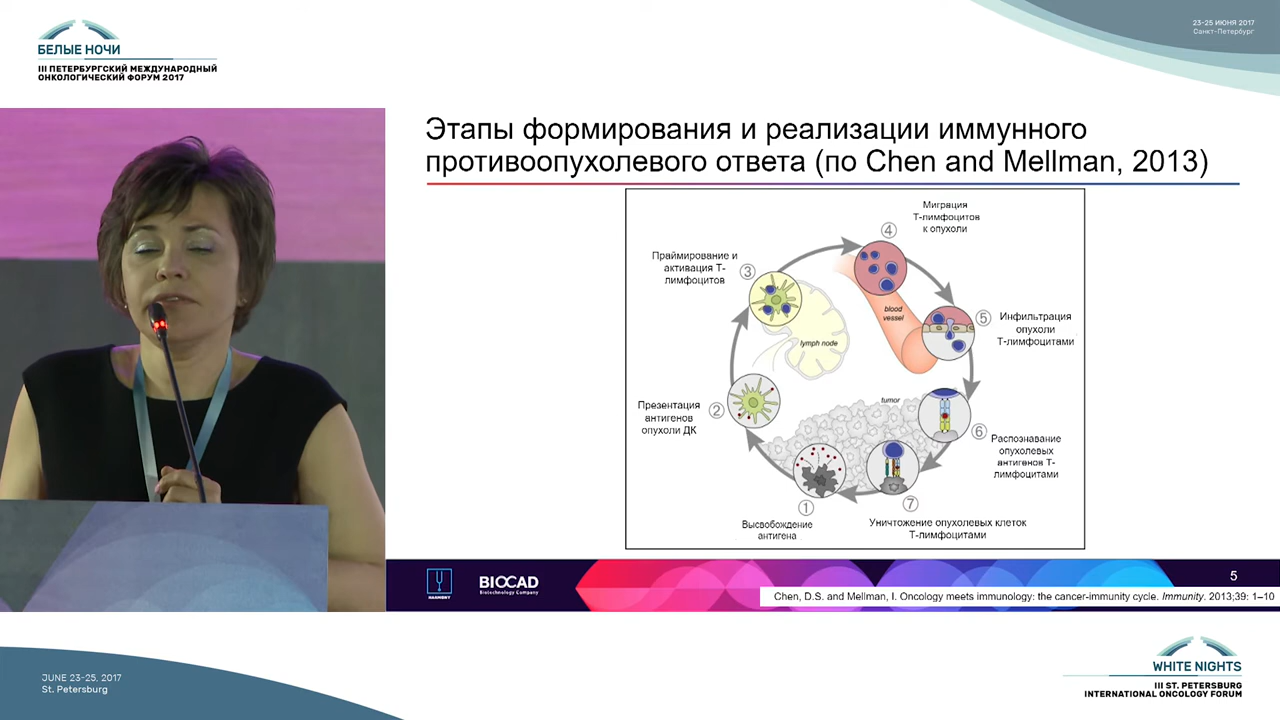 БЕЛЫЕ НОЧИ
III ПЕТЕРБУРГСКИЙ МЕЖДУНАРОДНЫЙ
ОНКОЛОГИЧЕСКИЙ ФОРУМ 2017
23-25 ИЮНЯ 2017
Санкт-Петербург
Этапы формирования и реализации иммунного
противоопухолевого ответа (по Chen and Mellman, 2013)
Миграция
Т-лимфоцитов
к опухоли
4
Праймирование и
активация Т-
лимфоцитов
3
blood
vessel
5
Инфильтрация
опухоли
Т-лимфоцитами
lymph node
Презентация
антигенов
опухоли ДК
2
tumor
6
Распознавание
опухолевых
антигенов Т-
лимфоцитами
1
Высвобождение
антигена
7
Уничтожение опухолевых клеток
Т-лимфоцитами
HARMONY
BIOCAD
Biotechnology Company
5
Chen, D.S. and Mellman, I. Oncology meets immunology: the cancer-immunity cycle. Immunity. 2013;39: 1–10
JUNE 23-25, 2017
St. Petersburg
WHITE NIGHTS
III ST. PETERSBURG
INTERNATIONAL ONCOLOGY FORUM